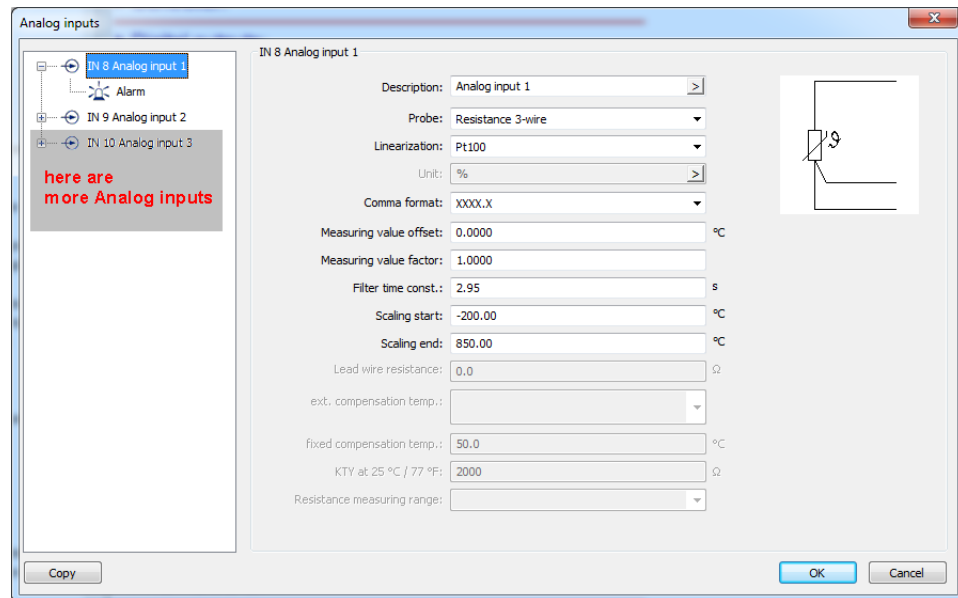 Analog inputs
IN 8 Analog input 1
Alarm
IN 9 Analog input 2
IN 10 Analog input 3
here are
more Analog inputs
IN 8 Analog input 1
Description: Analog input 1 >
Probe: Resistance 3-wire
Linearization: Pt100
Unit: % >
Comma format: XXXX.X
Measuring value offset: 0.0000 °C
Measuring value factor: 1.0000
Filter time const.: 2.95 s
Scaling start: -200.00 °C
Scaling end: 850.00 °C
Lead wire resistance: 0.0 Ω
ext. compensation temp.:
fixed compensation temp.: 50.0 °C
KTY at 25 °C / 77 °F: 2000 Ω
Resistance measuring range:
ϑ
Copy OK Cancel